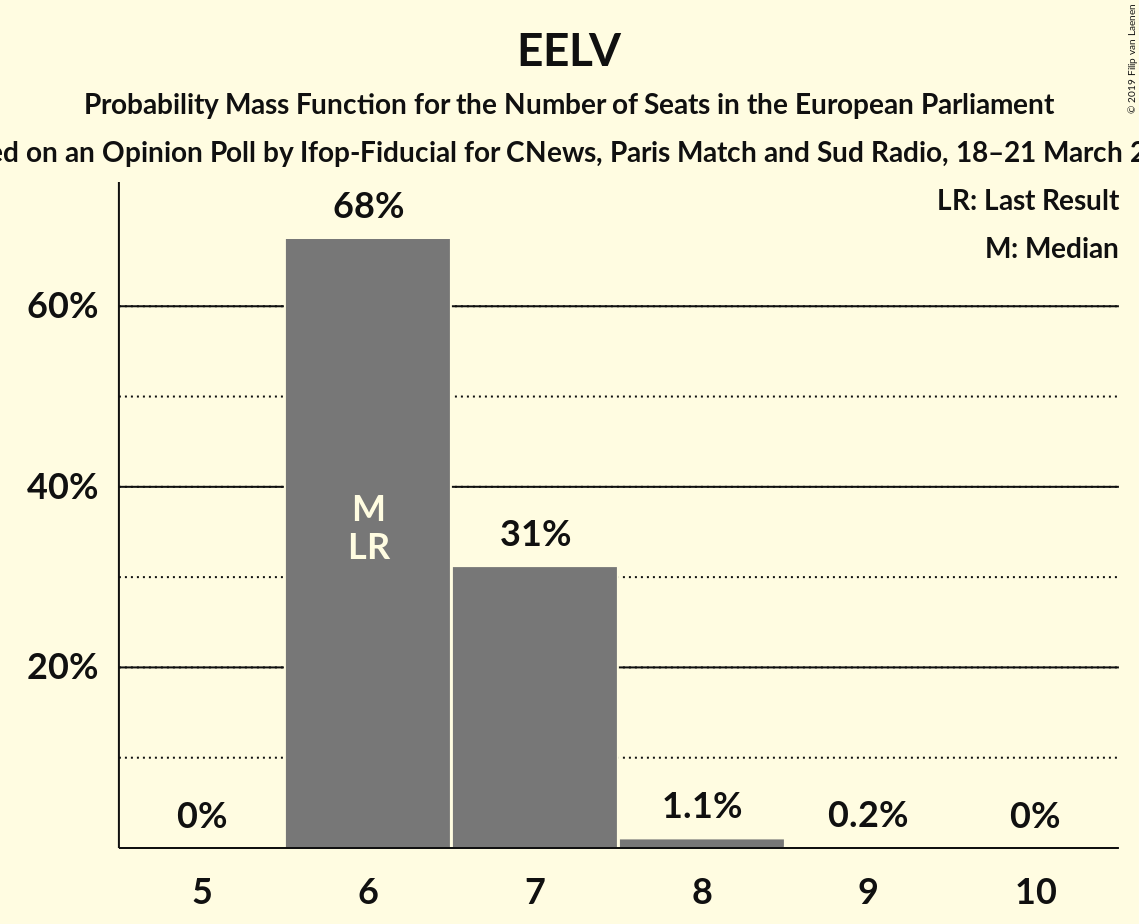 EELV
Probability Mass Function for the Number of Seats in the European Parliament
on an Opinion Poll by Ifop-Fiducial for CNews, Paris Match and Sud Radio, 18–21 March
© 2019 Filip van Laenen
LR: Last Result
M: Median
68%
60%
40%
M
LR
31%
20%
0%
1.1%
0.2%
0%
5 6 7 8 9 10